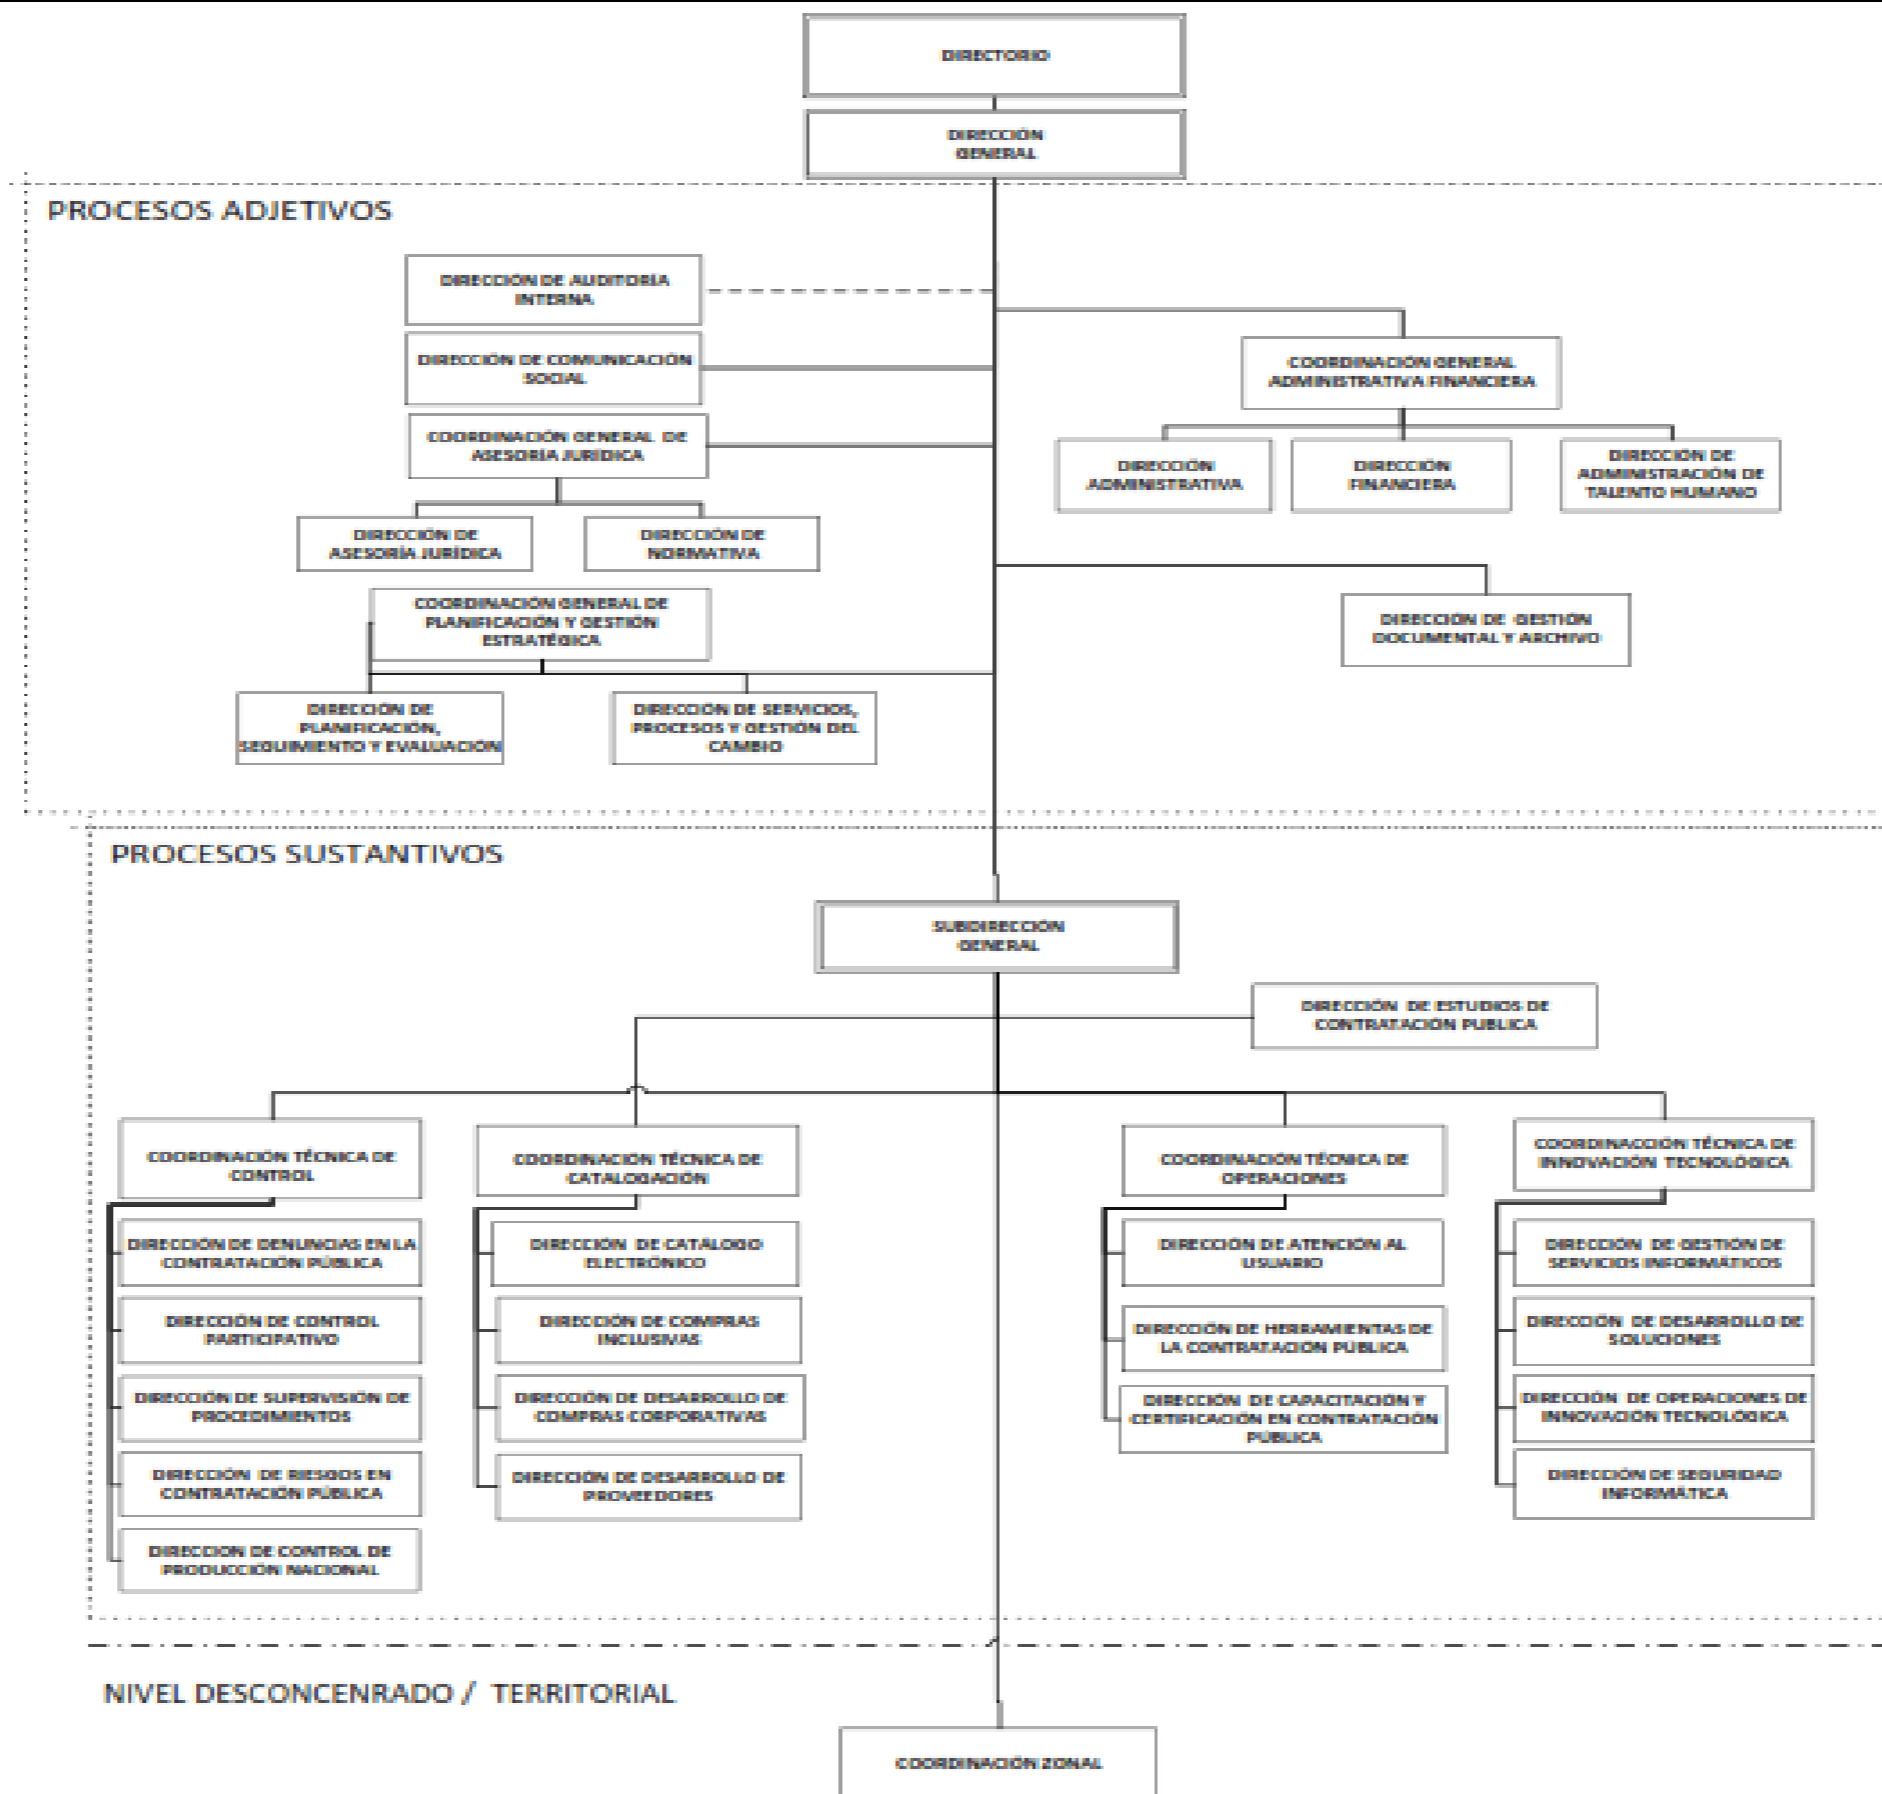 DIRECTORIO
DIRECCIÓN
GENERAL
PROCESOS ADJETIVOS
DIRECCIÓN DE AUDITORÍA
INTERNA
DIRECCIÓN DE COMUNICACIÓN
SOCIAL
COORDINACIÓN GENERAL DE
ASESORÍA JURÍDICA
DIRECCIÓN DE
ASESORÍA JURÍDICA
DIRECCIÓN DE
NORMATIVA
COORDINACIÓN GENERAL DE
PLANIFICACIÓN Y GESTIÓN
ESTRATÉGICA
DIRECCIÓN DE
PLANIFICACIÓN,
SEGUIMIENTO Y EVALUACIÓN
DIRECCIÓN DE SERVICIOS,
PROCESOS Y GESTIÓN DEL
CAMBIO
COORDINACIÓN GENERAL
ADMINISTRATIVA FINANCIERA
DIRECCIÓN
ADMINISTRATIVA
DIRECCIÓN
FINANCIERA
DIRECCIÓN DE
ADMINISTRACIÓN DE
TALENTO HUMANO
DIRECCIÓN DE GESTIÓN
DOCUMENTAL Y ARCHIVO
PROCESOS SUSTANTIVOS
SUBDIRECCIÓN
GENERAL
DIRECCIÓN DE ESTUDIOS DE
CONTRATACIÓN PUBLICA
COORDINACIÓN TÉCNICA DE
CONTROL
DIRECCIÓN DE DENUNCIAS EN LA
CONTRATACIÓN PÚBLICA
DIRECCIÓN DE CONTROL
PARTICIPATIVO
DIRECCIÓN DE SUPERVISIÓN DE
PROCEDIMIENTOS
DIRECCIÓN DE RIESGOS EN
CONTRATACIÓN PÚBLICA
DIRECCION DE CONTROL DE
PRODUCCIÓN NACIONAL
COORDINACIÓN TÉCNICA DE
CATALOGACIÓN
DIRECCIÓN DE CATÁLOGO
ELECTRÓNICO
DIRECCIÓN DE COMPRAS
INCLUSIVAS
DIRECCIÓN DE DESARROLLO DE
COMPRAS CORPORATIVAS
DIRECCIÓN DE DESARROLLO DE
PROVEEDORES
COORDINACIÓN TÉCNICA DE
OPERACIONES
DIRECCIÓN DE ATENCIÓN AL
USUARIO
DIRECCIÓN DE HERRAMIENTAS DE
LA CONTRATACIÓN PÚBLICA
DIRECCIÓN DE CAPACITACIÓN Y
CERTIFICACIÓN EN CONTRATACIÓN
PÚBLICA
COORDINACCIÓN TÉCNICA DE
INNOVACIÓN TECNOLÓGICA
DIRECCIÓN DE GESTIÓN DE
SERVICIOS INFORMÁTICOS
DIRECCIÓN DE DESARROLLO DE
SOLUCIONES
DIRECCIÓN DE OPERACIONES DE
INNOVACIÓN TECNOLÓGICA
DIRECCIÓN DE SEGURIDAD
INFORMÁTICA
NIVEL DESCONCENRADO / TERRITORIAL
COORDINACIÓN ZONAL